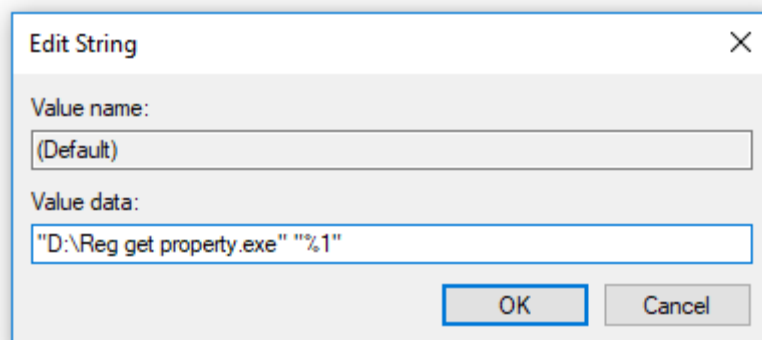 Edit String
Value name:
(Default)
Value data:
"D:\Reg get property.exe" "%1"
OK Cancel